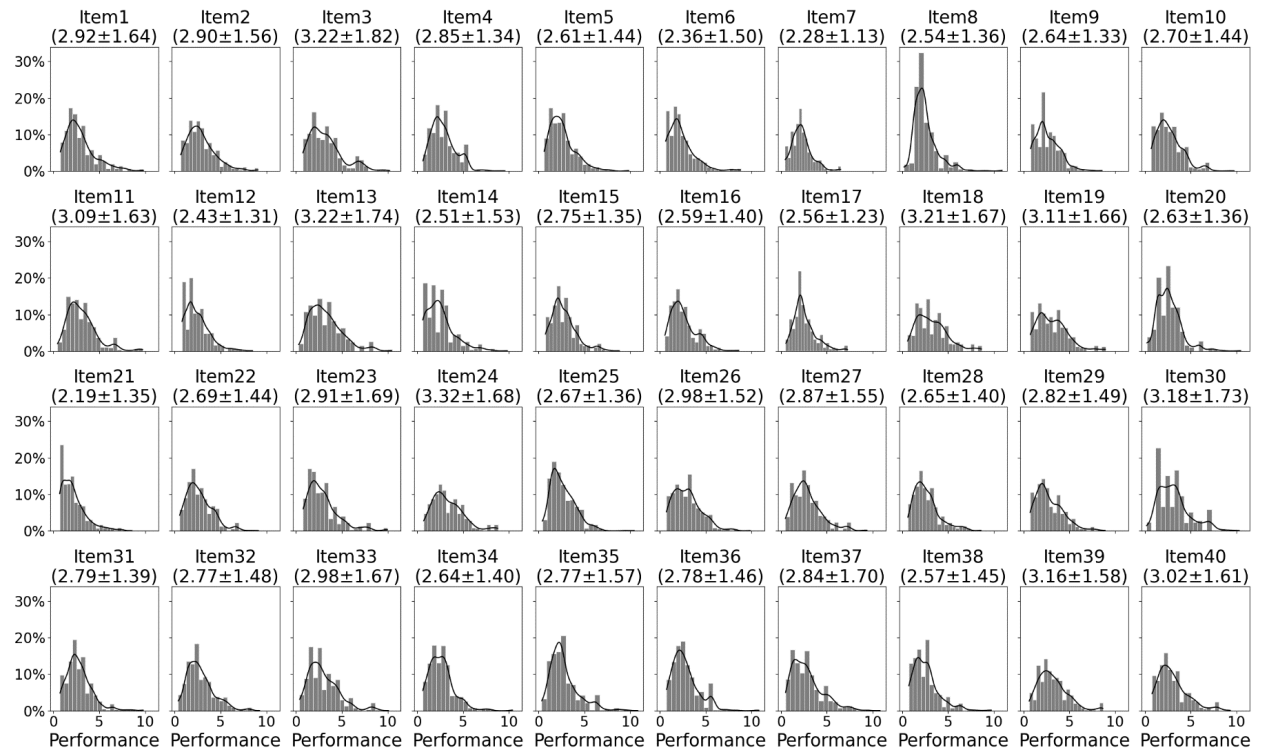 Item1 Item2 Item3 Item4 Item5 Item6 Item7 Item8 Item9 Item10
(2.92±1.64) (2.90±1.56) (3.22±1.82) (2.85±1.34) (2.61±1.44) (2.36±1.50) (2.28±1.13) (2.54±1.36) (2.64±1.33) (2.70±1.44)
30%
20%
10%
0%
Item11 Item12 Item13 Item14 Item15 Item16 Item17 Item18 Item19 Item20
(3.09±1.63) (2.43±1.31) (3.22±1.74) (2.51±1.53) (2.75±1.35) (2.59±1.40) (2.56±1.23) (3.21±1.67) (3.11±1.66) (2.63±1.36)
30%
20%
10%
0%
Item21 Item22 Item23 Item24 Item25 Item26 Item27 Item28 Item29 Item30
(2.19±1.35) (2.69±1.44) (2.91±1.69) (3.32±1.68) (2.67±1.36) (2.98±1.52) (2.87±1.55) (2.65±1.40) (2.82±1.49) (3.18±1.73)
30%
20%
10%
0%
Item31 Item32 Item33 Item34 Item35 Item36 Item37 Item38 Item39 Item40
(2.79±1.39) (2.77±1.48) (2.98±1.67) (2.64±1.40) (2.77±1.57) (2.78±1.46) (2.84±1.70) (2.57±1.45) (3.16±1.58) (3.02±1.61)
30%
20%
10%
0%
0 5 10 0 5 10 0 5 10 0 5 10 0 5 10 0 5 10 0 5 10 0 5 10 0 5 10 0 5 10
Performance Performance Performance Performance Performance Performance Performance Performance Performance Performance